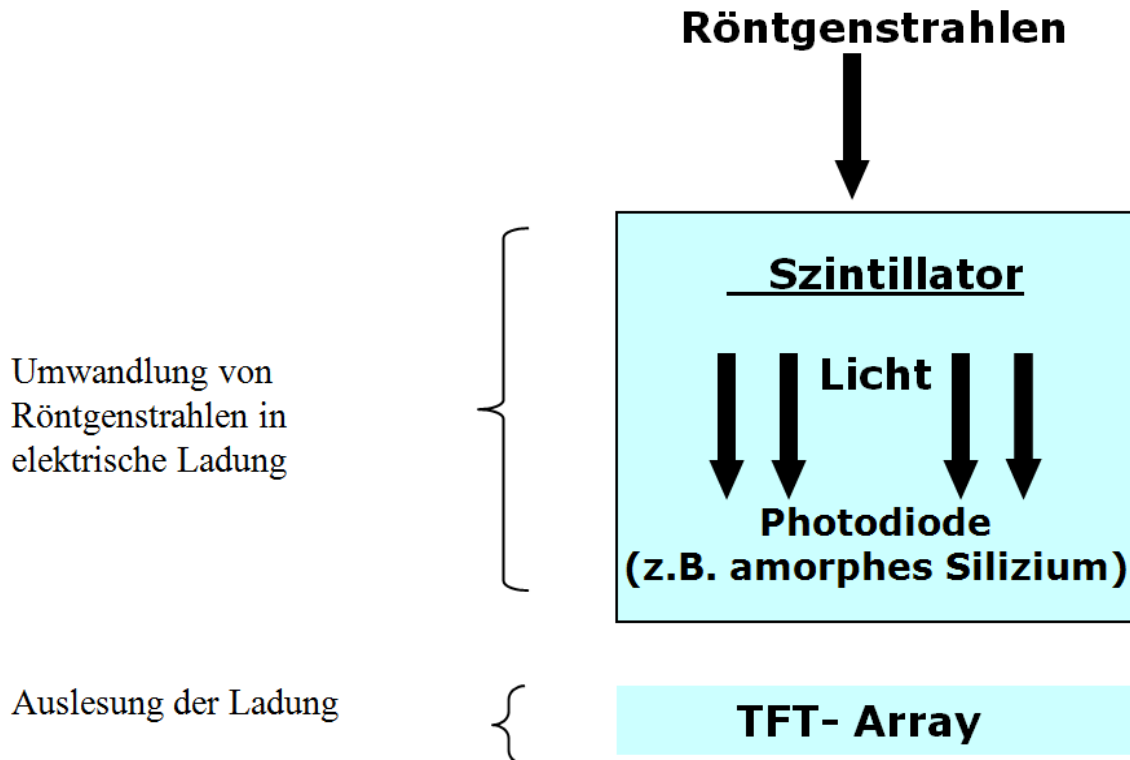 Röntgenstrahlen
Szintillator
Licht
Umwandlung von
Röntgenstrahlen in
elektrische Ladung
Photodiode
(z.B. amorphes Silizium)
Auslesung der Ladung
TFT- Array